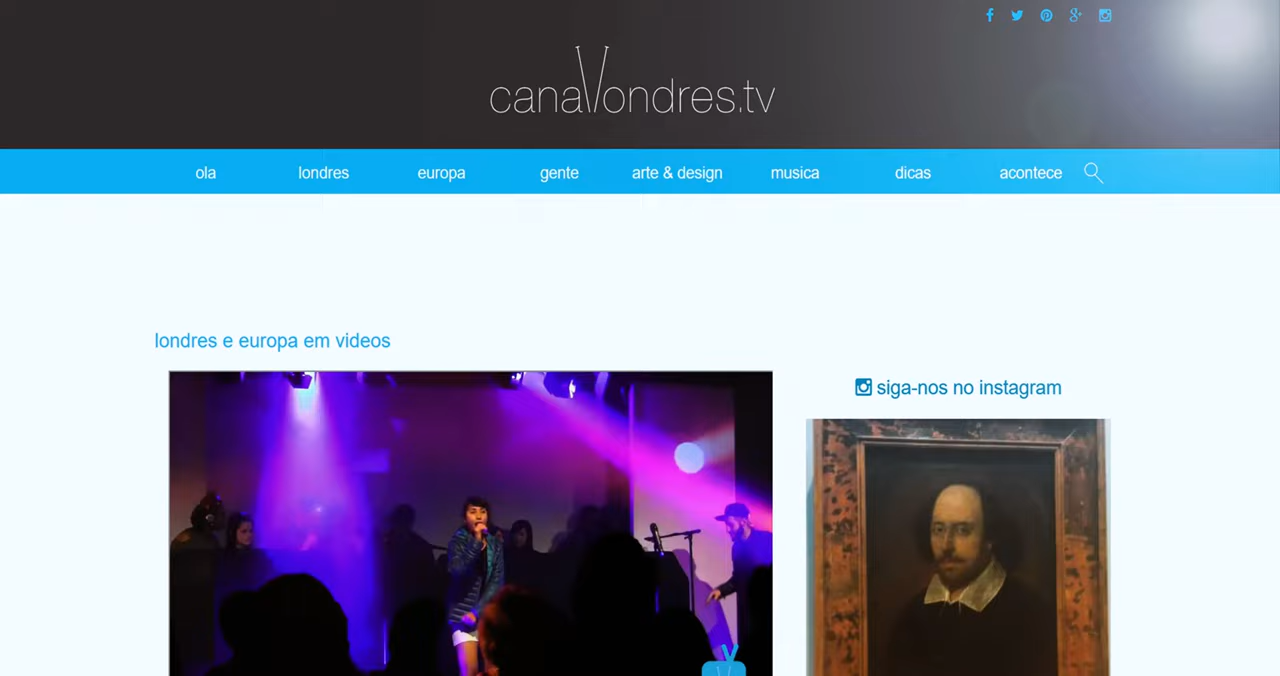 canallondres.tv
ola londres europa gente arte & design musica dicas acontece
londres e europa em videos
siga-nos no instagram